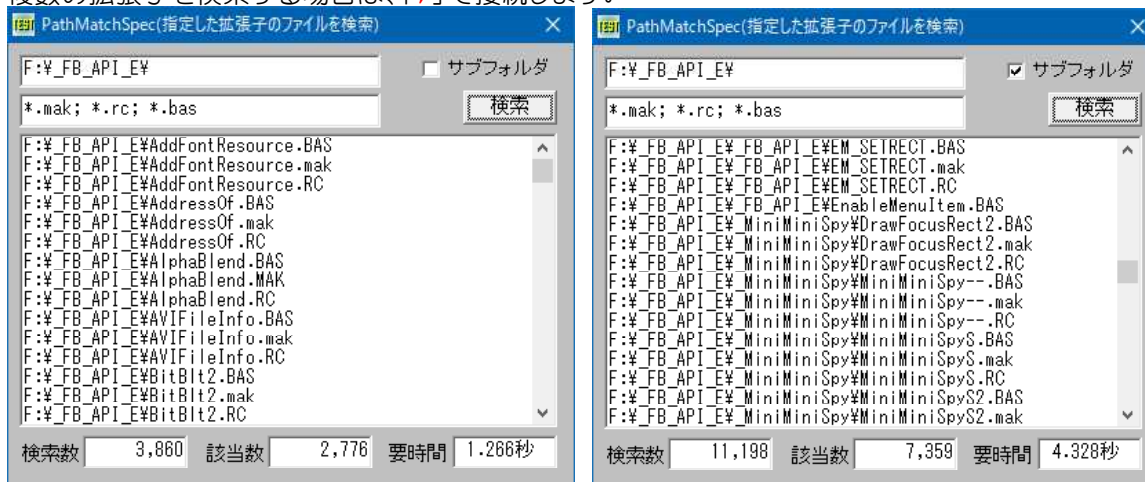 複数の拡張子を検索する場合は、「;」で接続します。
PathMatchSpec(指定した拡張子のファイルを検索)
F:¥_FB_API_E¥
サブフォルダ
*.mak; *.rc; *.bas
検索
F:¥_FB_API_E¥AddFontResource.BAS
F:¥_FB_API_E¥AddFontResource.mak
F:¥_FB_API_E¥AddFontResource.RC
F:¥_FB_API_E¥AddressOf.BAS
F:¥_FB_API_E¥AddressOf.mak
F:¥_FB_API_E¥AddressOf.RC
F:¥_FB_API_E¥AlphaBlend.BAS
F:¥_FB_API_E¥AlphaBlend.MAK
F:¥_FB_API_E¥AlphaBlend.RC
F:¥_FB_API_E¥AVIFileInfo.BAS
F:¥_FB_API_E¥AVIFileInfo.mak
F:¥_FB_API_E¥AVIFileInfo.RC
F:¥_FB_API_E¥BitBlt2.BAS
F:¥_FB_API_E¥BitBlt2.mak
F:¥_FB_API_E¥BitBlt2.RC
検索数 3,860 該当数 2,776 要時間 1.266秒
PathMatchSpec(指定した拡張子のファイルを検索)
F:¥_FB_API_E¥
サブフォルダ
*.mak; *.rc; *.bas
検索
F:¥_FB_API_E¥_FB_API_E¥EM_SETRECT.BAS
F:¥_FB_API_E¥_FB_API_E¥EM_SETRECT.mak
F:¥_FB_API_E¥_FB_API_E¥EM_SETRECT.RC
F:¥_FB_API_E¥_FB_API_E¥EnableMenuItem.BAS
F:¥_FB_API_E¥_MiniMiniSpy¥DrawFocusRect2.BAS
F:¥_FB_API_E¥_MiniMiniSpy¥DrawFocusRect2.mak
F:¥_FB_API_E¥_MiniMiniSpy¥DrawFocusRect2.RC
F:¥_FB_API_E¥_MiniMiniSpy¥MiniMiniSpy--.BAS
F:¥_FB_API_E¥_MiniMiniSpy¥MiniMiniSpy--.mak
F:¥_FB_API_E¥_MiniMiniSpy¥MiniMiniSpy--.RC
F:¥_FB_API_E¥_MiniMiniSpy¥MiniMiniSpyS.BAS
F:¥_FB_API_E¥_MiniMiniSpy¥MiniMiniSpyS.mak
F:¥_FB_API_E¥_MiniMiniSpy¥MiniMiniSpyS.RC
F:¥_FB_API_E¥_MiniMiniSpy¥MiniMiniSpyS2.BAS
F:¥_FB_API_E¥_MiniMiniSpy¥MiniMiniSpyS2.mak
検索数 11,198 該当数 7,359 要時間 4.328秒